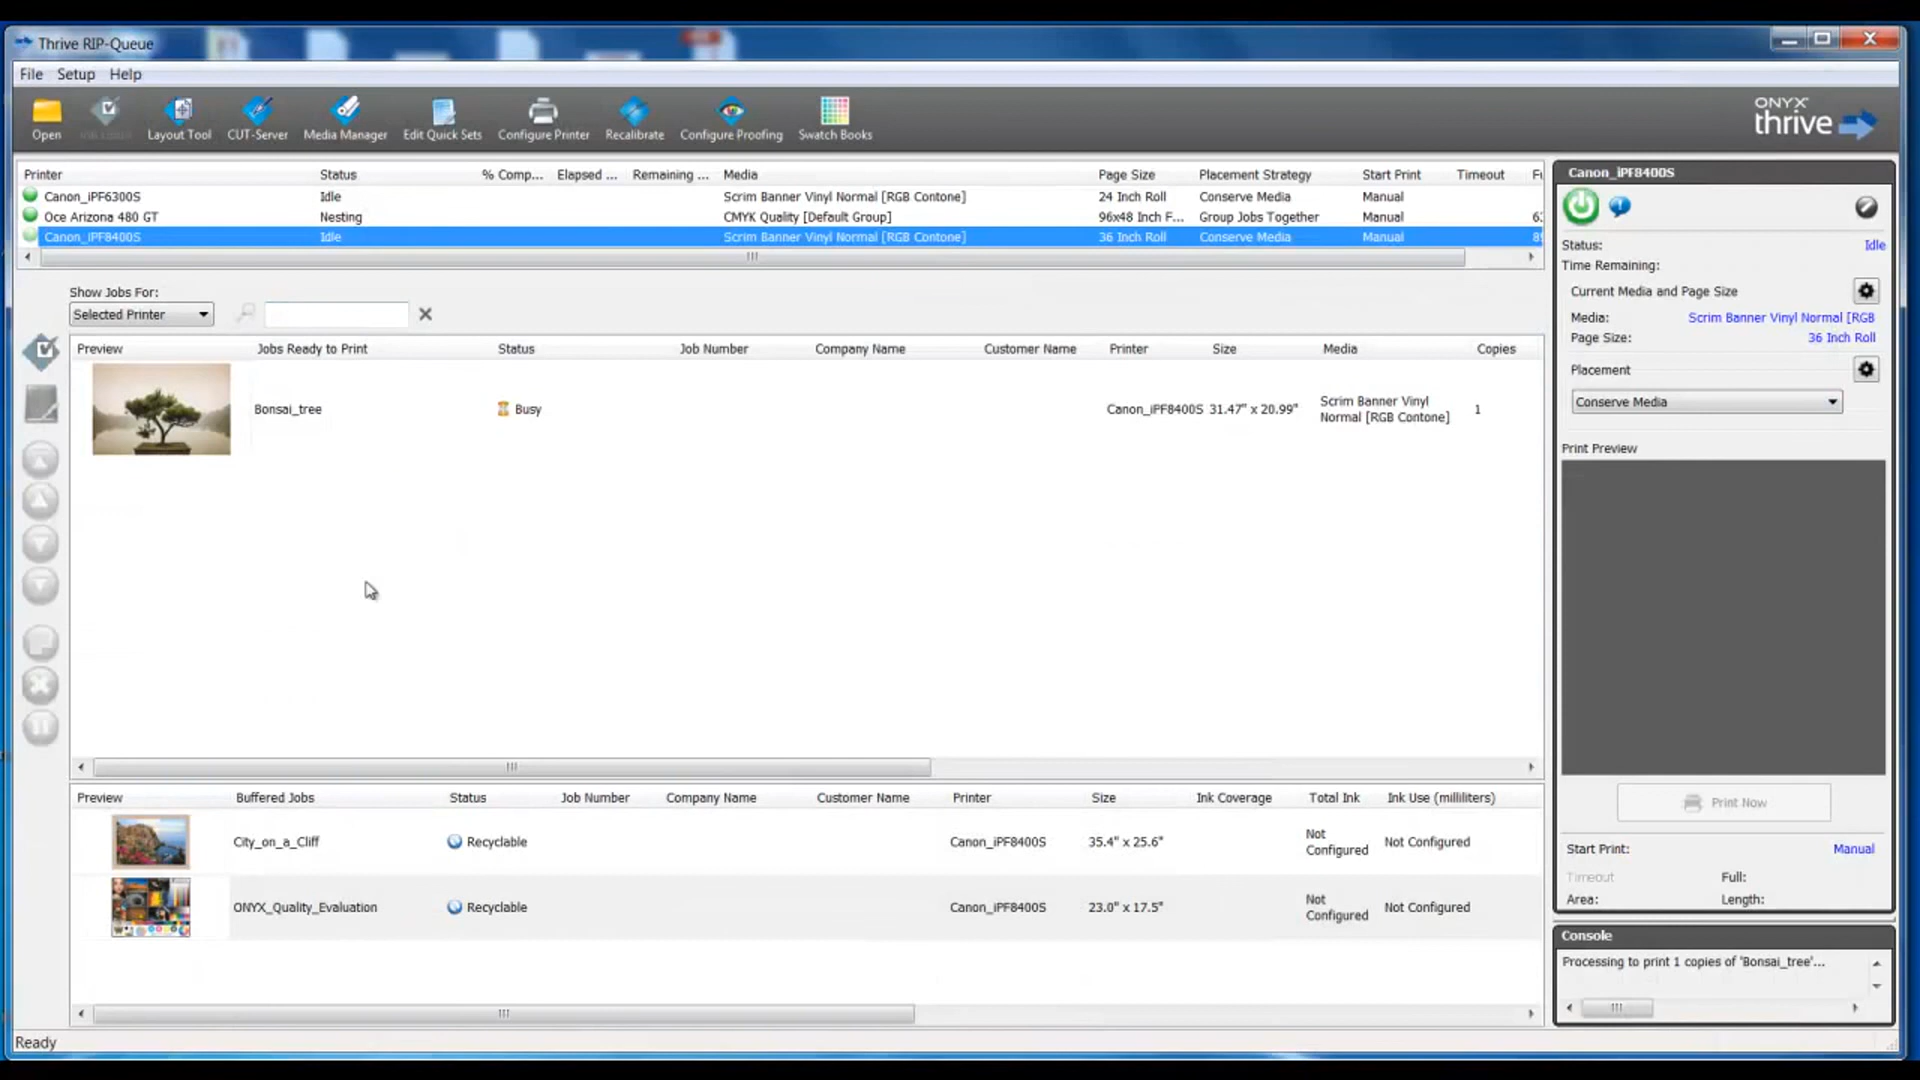 Thrive RIP-Queue
File Setup Help
Open Layout Tool CUT-Server Media Manager Edit Quick Sets Configure Printer Recalibrate Configure Proofing Swatch Books
ONYX
thrive
Printer Status % Comp... Elapsed ... Remaining ... Media Page Size Placement Strategy Start Print Timeout Fu
Canon_iPF6300S Idle Scrim Banner Vinyl Normal [RGB Contone] 24 Inch Roll Conserve Media Manual
Oce Arizona 480 GT Nesting CMYK Quality [Default Group] 96x48 Inch F... Group Jobs Together Manual
Canon_iPF8400S Idle Scrim Banner Vinyl Normal [RGB Contone] 36 Inch Roll Conserve Media Manual
Show Jobs For:
Selected Printer
Preview Jobs Ready to Print Status Job Number Company Name Customer Name Printer Size Media Copies
Bonsai_tree Busy Canon_iPF8400S 31.47" x 20.99" Scrim Banner Vinyl
Normal [RGB Contone] 1
Preview Buffered Jobs Status Job Number Company Name Customer Name Printer Size Ink Coverage Total Ink Ink Use (milliliters)
City_on_a_Cliff Recyclable Canon_iPF8400S 35.4" x 25.6" Not
Configured Not Configured
ONYX_Quality_Evaluation Recyclable Canon_iPF8400S 23.0" x 17.5" Not
Configured Not Configured
Ready
Canon_iPF8400S
Status: Idle
Time Remaining:
Current Media and Page Size
Media: Scrim Banner Vinyl Normal [RGB
Page Size: 36 Inch Roll
Placement
Conserve Media
Print Preview
Print Now
Start Print: Manual
Timeout Full:
Area: Length:
Console
Processing to print 1 copies of 'Bonsai_tree'...